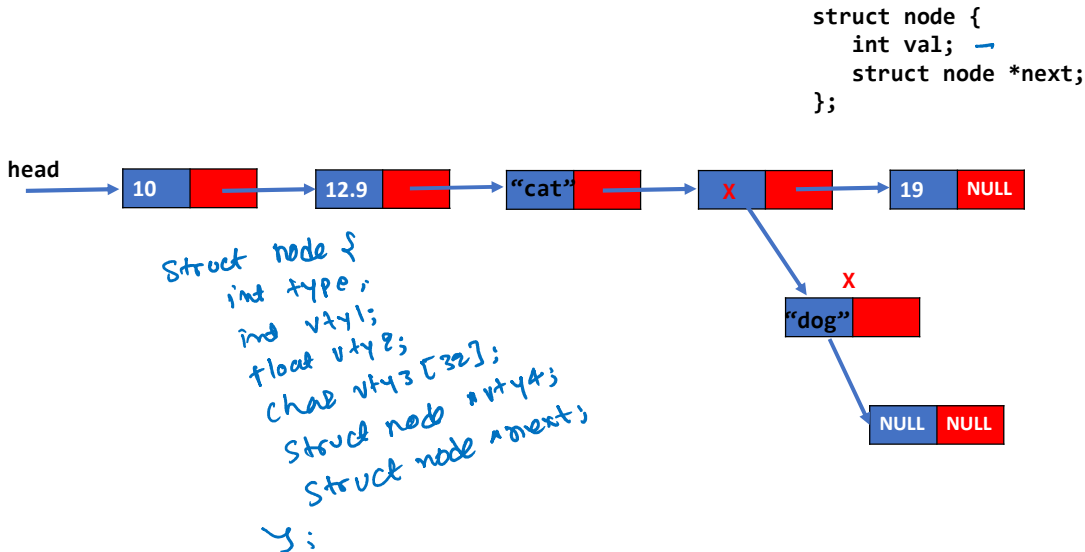 struct node {
int val;
struct node *next;
};
head
10
12.9
“cat”
X
19 NULL
X
“dog”
NULL NULL
struct node {
int type;
int vty1;
float vty2;
char vty3 [32];
struct node *vty4;
struct node *next;
};